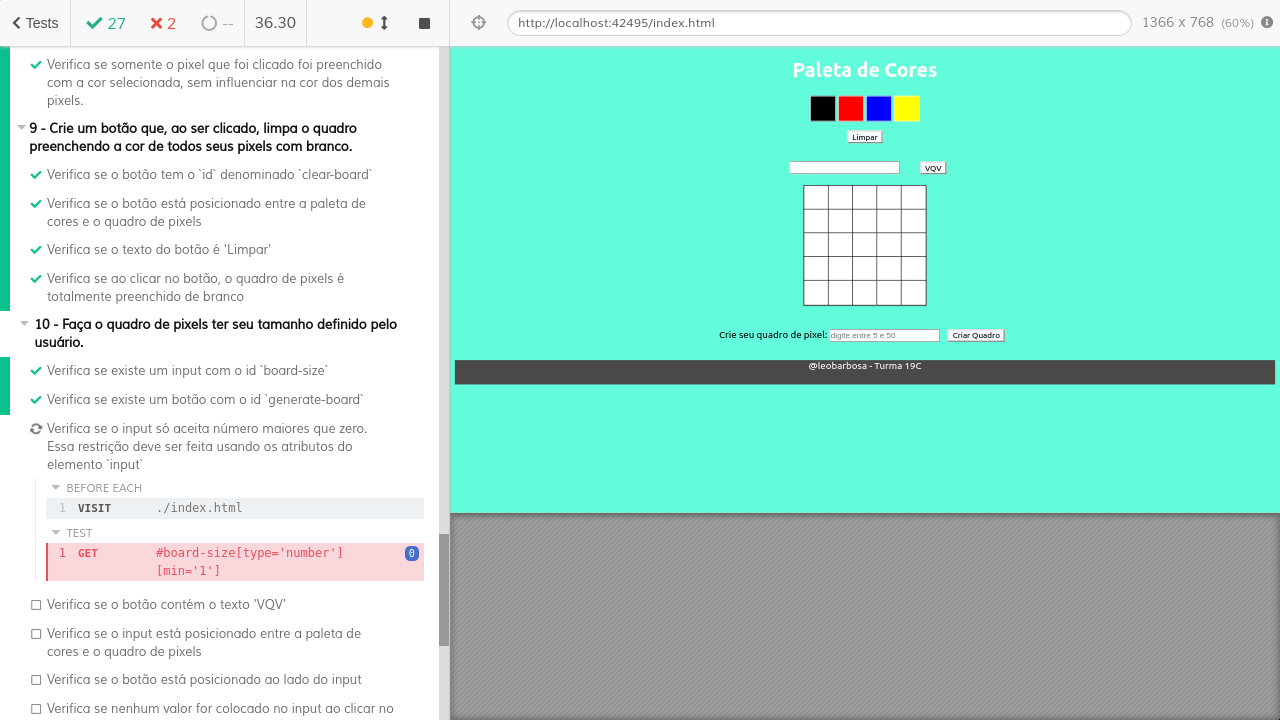 Tests
27
2
--
36.30
http://localhost:42495/index.html
1366 x 768 (60%)
Verifica se somente o pixel que foi clicado foi preenchido
com a cor selecionada, sem influenciar na cor dos demais
pixels.
9 - Crie um botão que, ao ser clicado, limpa o quadro
preenchendo a cor de todos seus pixels com branco.
Verifica se o botão tem o `id` denominado `clear-board`
Verifica se o botão está posicionado entre a paleta de
cores e o quadro de pixels
Verifica se o texto do botão é 'Limpar'
Verifica se ao clicar no botão, o quadro de pixels é
totalmente preenchido de branco
10 - Faça o quadro de pixels ter seu tamanho definido pelo
usuário.
Verifica se existe um input com o id `board-size`
Verifica se existe um botão com o id `generate-board`
Verifica se o input só aceita número maiores que zero.
Essa restrição deve ser feita usando os atributos do
elemento `input`
BEFORE EACH
1 VISIT ./index.html
TEST
1 GET #board-size[type='number'] 0
[min='1']
Verifica se o botão contém o texto 'VQV'
Verifica se o input está posicionado entre a paleta de
cores e o quadro de pixels
Verifica se o botão está posicionado ao lado do input
Verifica se nenhum valor for colocado no input ao clicar no
Paleta de Cores
Limpar
VQV
Crie seu quadro de pixel: digite entre 5 e 50 Criar Quadro
@leobarbosa - Turma 19C